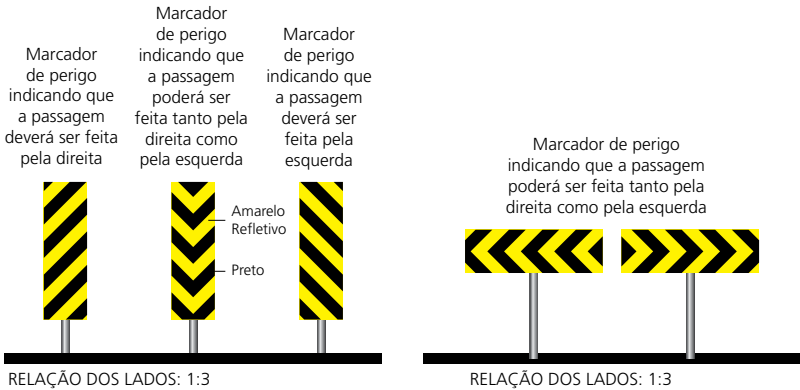 Marcador
de perigo
indicando que
a passagem
deverá ser feita
pela direita
Marcador
de perigo
indicando que
a passagem
poderá ser
feita tanto pela
direita como
pela esquerda
Marcador
de perigo
indicando que
a passagem
deverá ser
feita pela
esquerda
Amarelo
Refletivo
Preto
RELAÇÃO DOS LADOS: 1:3
Marcador de perigo
indicando que a passagem
poderá ser feita tanto pela
direita como pela esquerda
RELAÇÃO DOS LADOS: 1:3